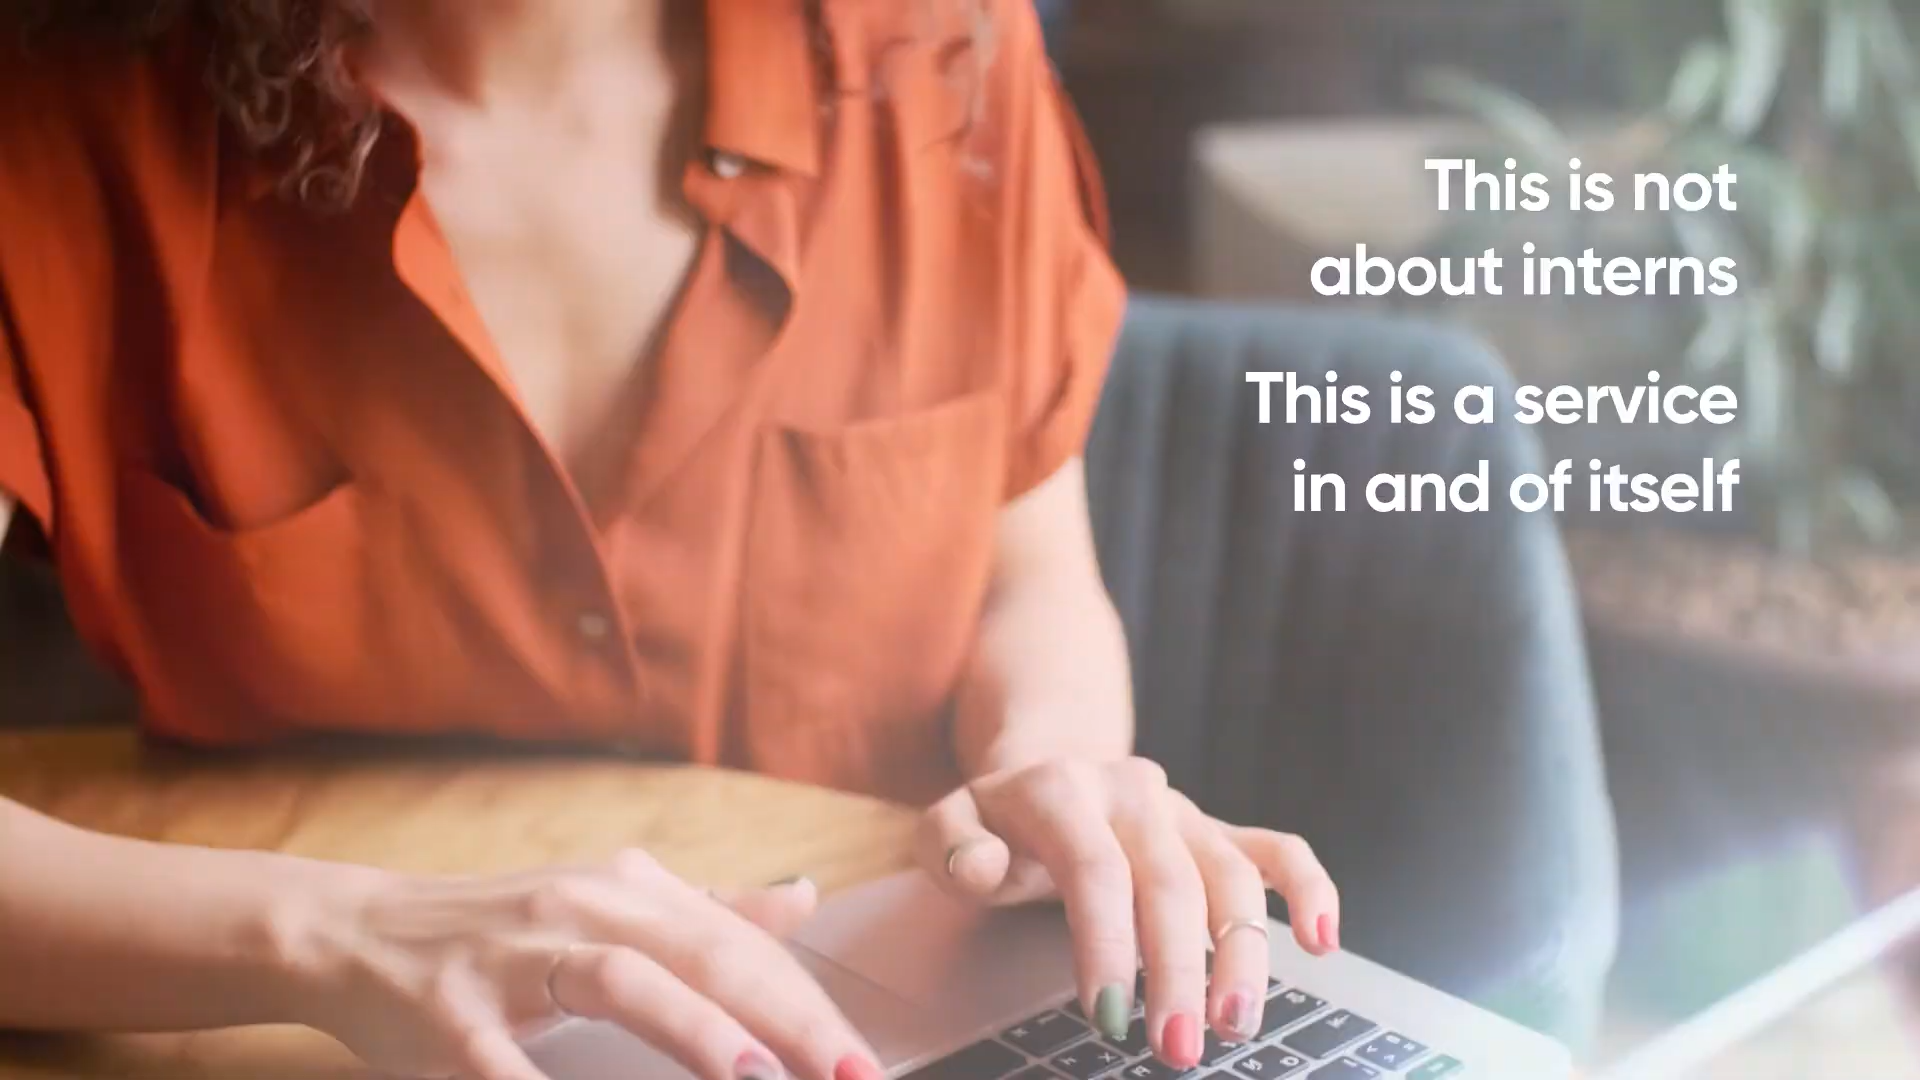 This is not
about interns
This is a service
in and of itself